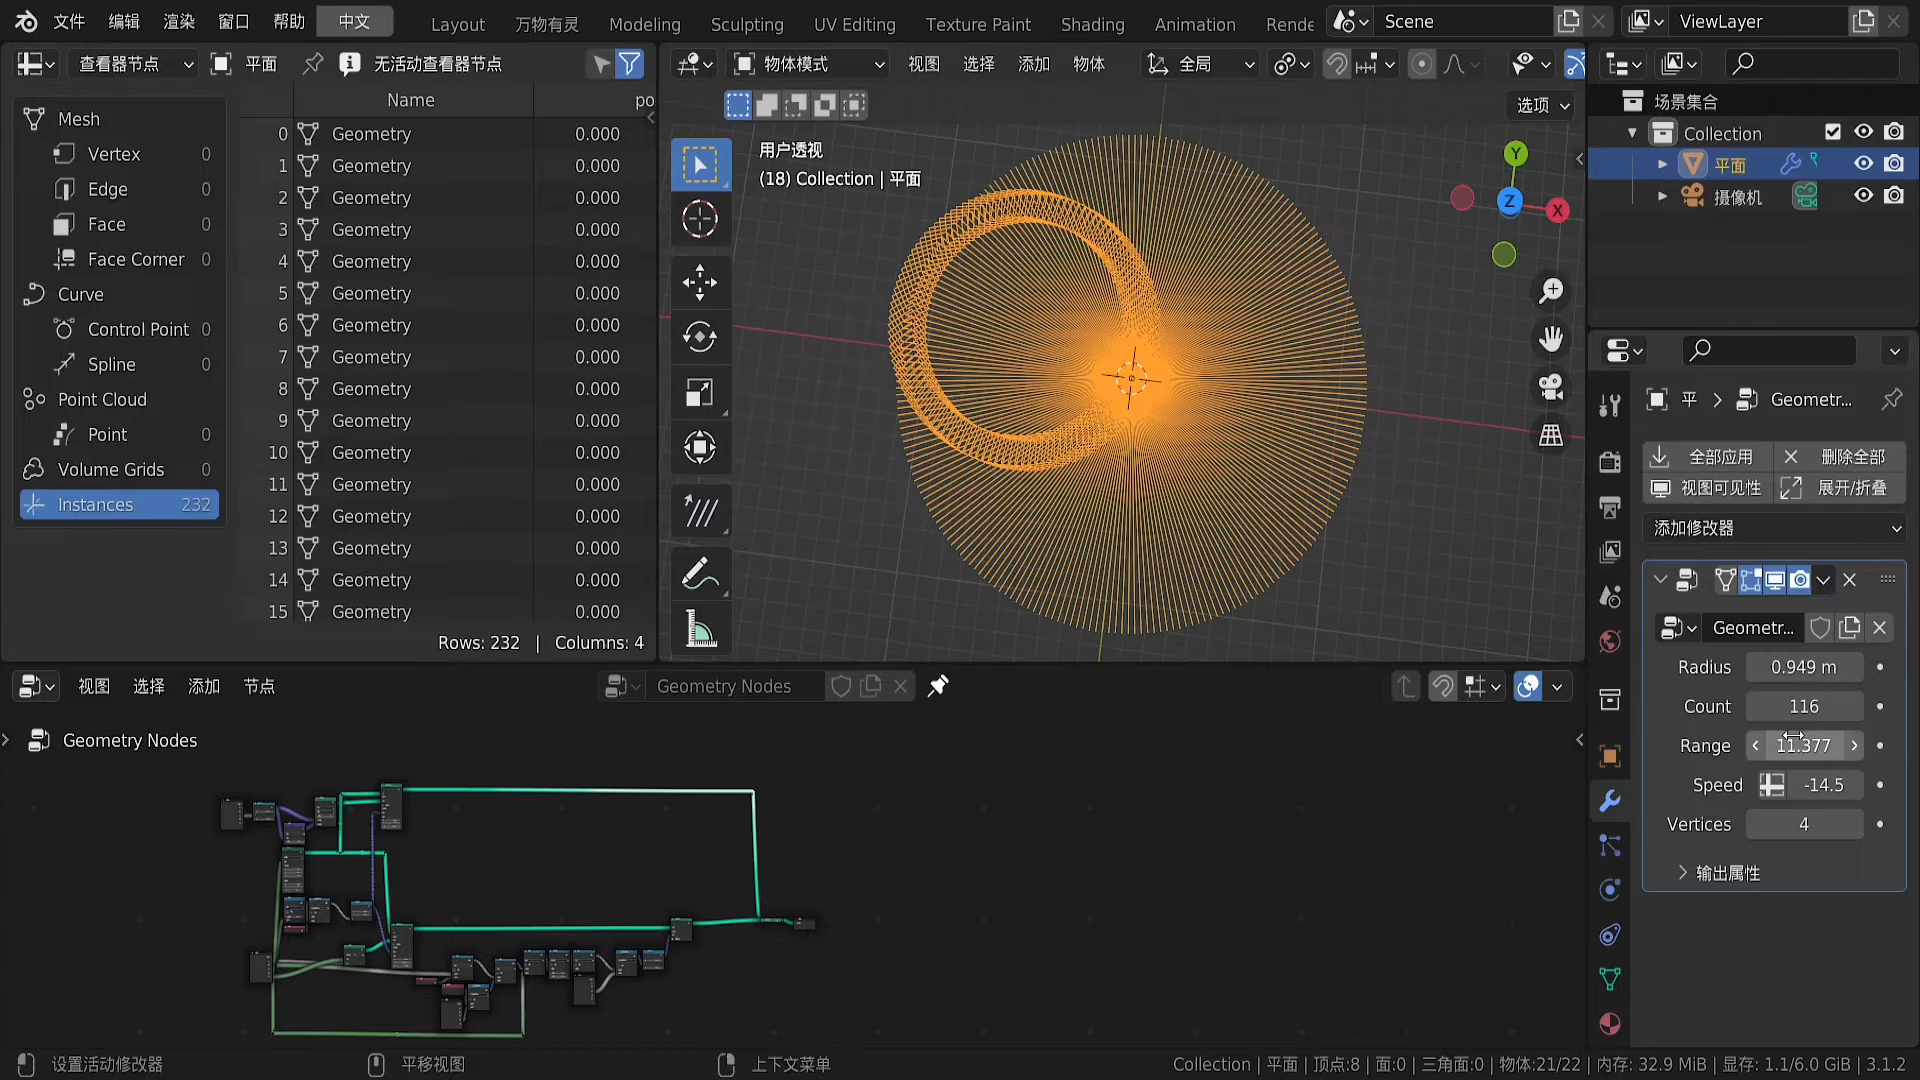 文件 编辑 渲染 窗口 帮助 中文 Layout 万物有灵 Modeling Sculpting UV Editing Texture Paint Shading Animation Rende Scene ViewLayer
查看器节点 平面 无活动查看器节点
物体模式 视图 选择 添加 物体 全局
选项
Mesh
Vertex 0
Edge 0
Face 0
Face Corner 0
Curve
Control Point 0
Spline 0
Point Cloud
Point 0
Volume Grids 0
Instances 232
Name po
0 Geometry 0.000
1 Geometry 0.000
2 Geometry 0.000
3 Geometry 0.000
4 Geometry 0.000
5 Geometry 0.000
6 Geometry 0.000
7 Geometry 0.000
8 Geometry 0.000
9 Geometry 0.000
10 Geometry 0.000
11 Geometry 0.000
12 Geometry 0.000
13 Geometry 0.000
14 Geometry 0.000
15 Geometry 0.000
Rows: 232 | Columns: 4
用户透视
(18) Collection | 平面
Y
Z
X
场景集合
Collection
平面
摄像机
平 Geometr...
全部应用 删除全部
视图可见性 展开/折叠
添加修改器
Geometr...
Radius 0.949 m
Count 116
Range 11.377
Speed -14.5
Vertices 4
输出属性
视图 选择 添加 节点 Geometry Nodes
Geometry Nodes
设置活动修改器 平移视图 上下文菜单 Collection | 平面 | 顶点:8 | 面:0 | 三角面:0 | 物体:21/22 | 内存: 32.9 MiB | 显存: 1.1/6.0 GiB | 3.1.2